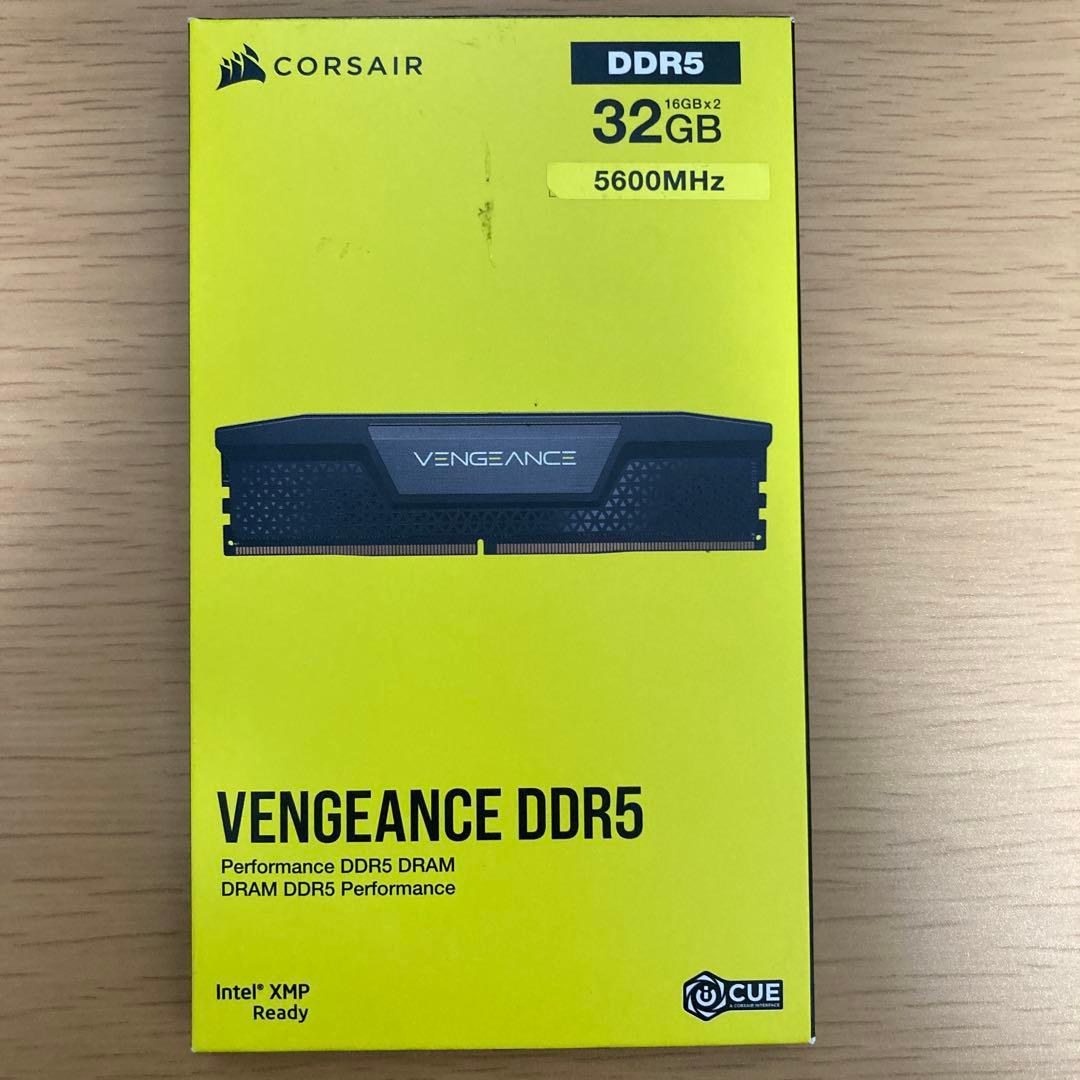 CORSAIR
DDR5
16GBx2
32GB
5600MHz
VENGEANCE
VENGEANCE DDR5
Performance DDR5 DRAM
DRAM DDR5 Performance
Intel® XMP
Ready
iCUE
A CORSAIR INTERFACE